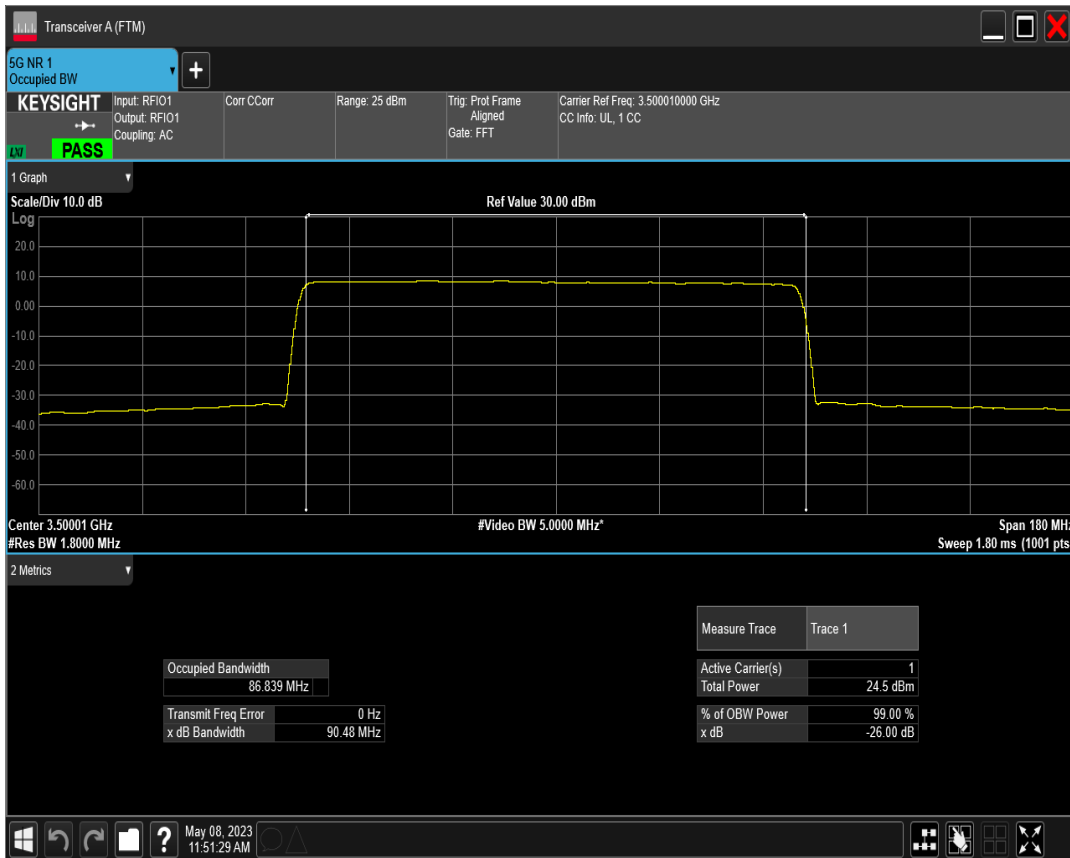 Transceiver A (FTM)
5G NR 1
Occupied BW
KEYSIGHT
LXI
PASS
Input: RFIO1
Output: RFIO1
Coupling: AC
Corr CCorr
Range: 25 dBm
Trig: Prot Frame
Aligned
Gate: FFT
Carrier Ref Freq: 3.500010000 GHz
CC Info: UL, 1 CC
1 Graph
Scale/Div 10.0 dB
Ref Value 30.00 dBm
Log
20.0
10.0
0.00
-10.0
-20.0
-30.0
-40.0
-50.0
-60.0
Center 3.50001 GHz
#Video BW 5.0000 MHz*
Span 180 MHz
#Res BW 1.8000 MHz
Sweep 1.80 ms (1001 pts
2 Metrics
Measure Trace Trace 1
Occupied Bandwidth
86.839 MHz
Active Carrier(s) 1
Total Power 24.5 dBm
Transmit Freq Error 0 Hz
x dB Bandwidth 90.48 MHz
% of OBW Power 99.00 %
x dB -26.00 dB
?
May 08, 2023
11:51:29 AM